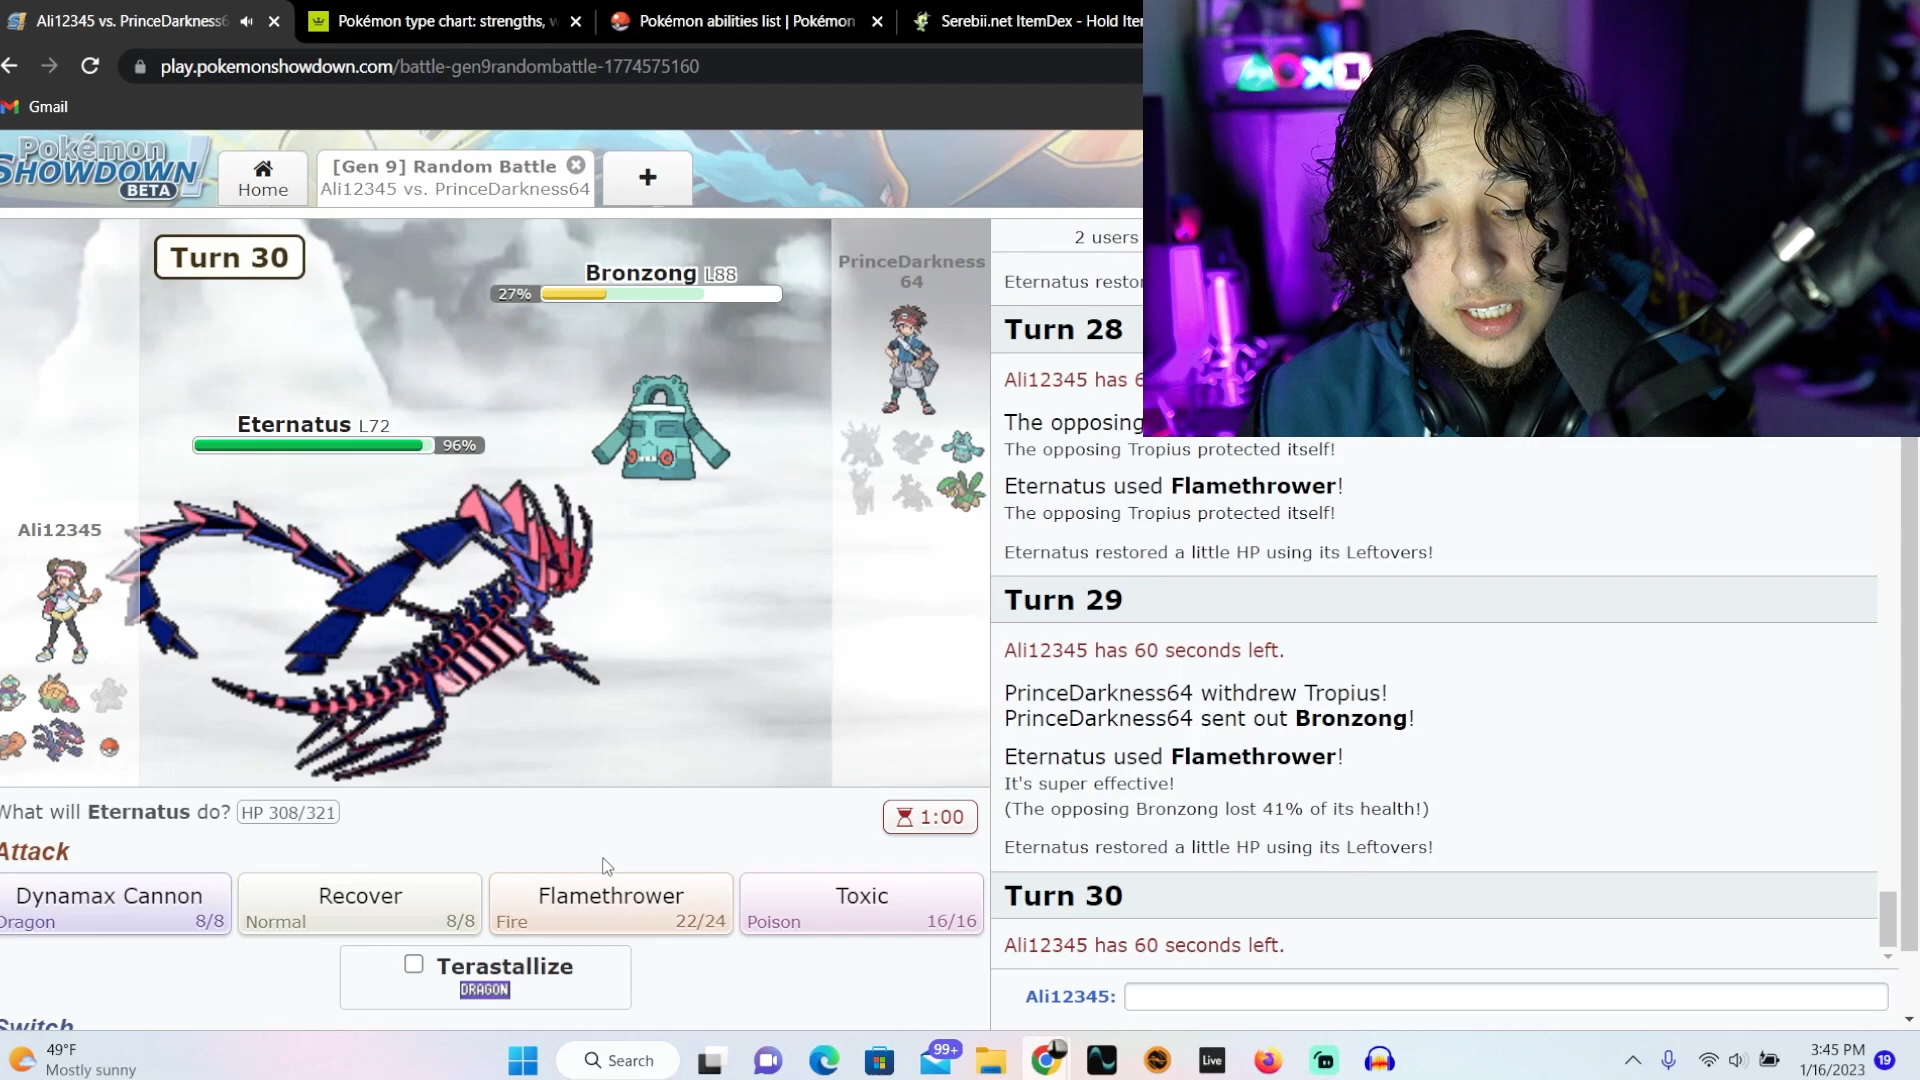 Ali12345 vs. PrinceDarkness6
Pokémon type chart: strengths, w
Pokémon abilities list | Pokémon
Serebii.net ItemDex - Hold Iter
play.pokemonshowdown.com/battle-gen9randombattle-1774575160
Gmail
Pokémon
SHOWDOWN
BETA
Home
[Gen 9] Random Battle
Ali12345 vs. PrinceDarkness64
+
Turn 30
Bronzong L88
27%
Eternatus L72
96%
Ali12345
PrinceDarkness
64
2 users
Eternatus restor
Turn 28
Ali12345 has 6
The opposing
The opposing Tropius protected itself!
Eternatus used Flamethrower!
The opposing Tropius protected itself!
Eternatus restored a little HP using its Leftovers!
Turn 29
Ali12345 has 60 seconds left.
PrinceDarkness64 withdrew Tropius!
PrinceDarkness64 sent out Bronzong!
Eternatus used Flamethrower!
It's super effective!
(The opposing Bronzong lost 41% of its health!)
Eternatus restored a little HP using its Leftovers!
Turn 30
Ali12345 has 60 seconds left.
Ali12345:
What will Eternatus do? HP 308/321
1:00
Attack
Dynamax Cannon
Dragon 8/8
Recover
Normal 8/8
Flamethrower
Fire 22/24
Toxic
Poison 16/16
Terastallize
DRAGON
Switch
49°F
Mostly sunny
Search
99+
Live
3:45 PM
1/16/2023
19